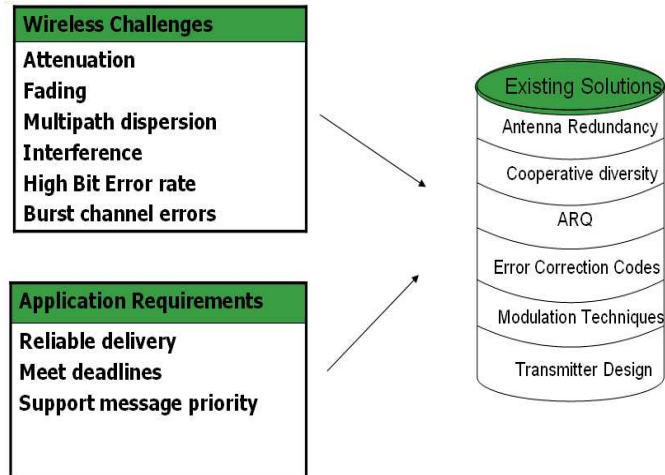 Wireless Challenges
Attenuation
Fading
Multipath dispersion
Interference
High Bit Error rate
Burst channel errors
Application Requirements
Reliable delivery
Meet deadlines
Support message priority
Existing Solutions
Antenna Redundancy
Cooperative diversity
ARQ
Error Correction Codes
Modulation Techniques
Transmitter Design